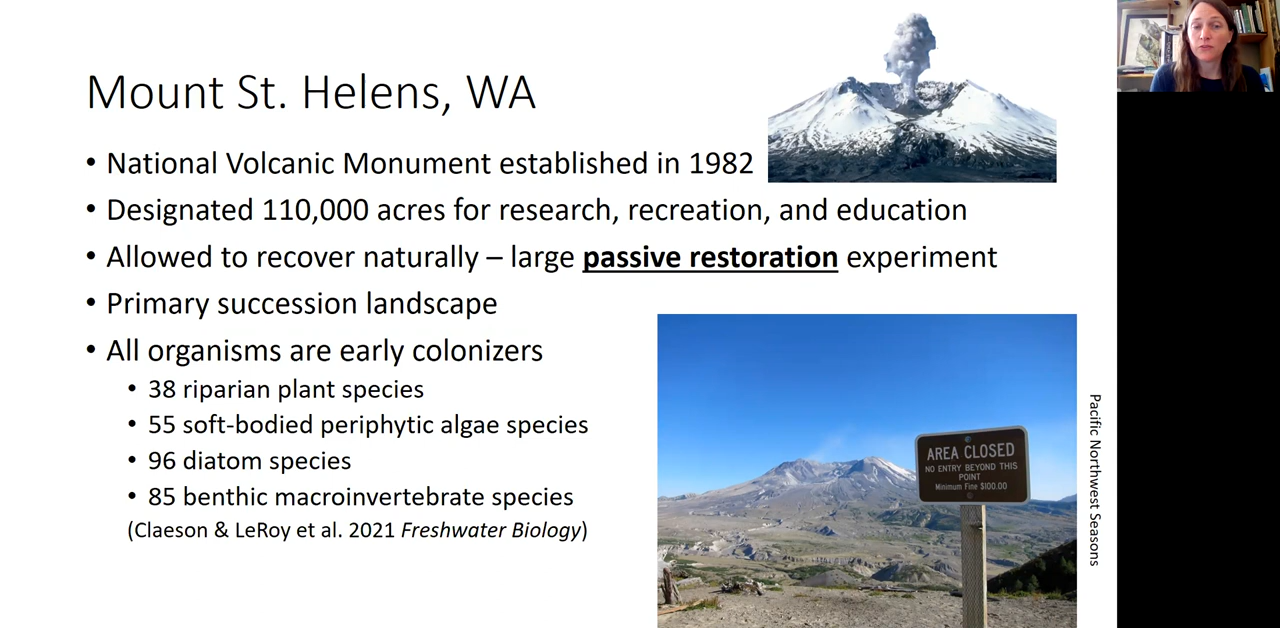 Mount St. Helens, WA
• National Volcanic Monument established in 1982
• Designated 110,000 acres for research, recreation, and education
• Allowed to recover naturally – large passive restoration experiment
• Primary succession landscape
• All organisms are early colonizers
• 38 riparian plant species
• 55 soft-bodied periphytic algae species
• 96 diatom species
• 85 benthic macroinvertebrate species
(Claeson & LeRoy et al. 2021 Freshwater Biology)
AREA CLOSED
NO ENTRY BEYOND THIS
POINT
Minimum Fine $100.00
Pacific Northwest Seasons